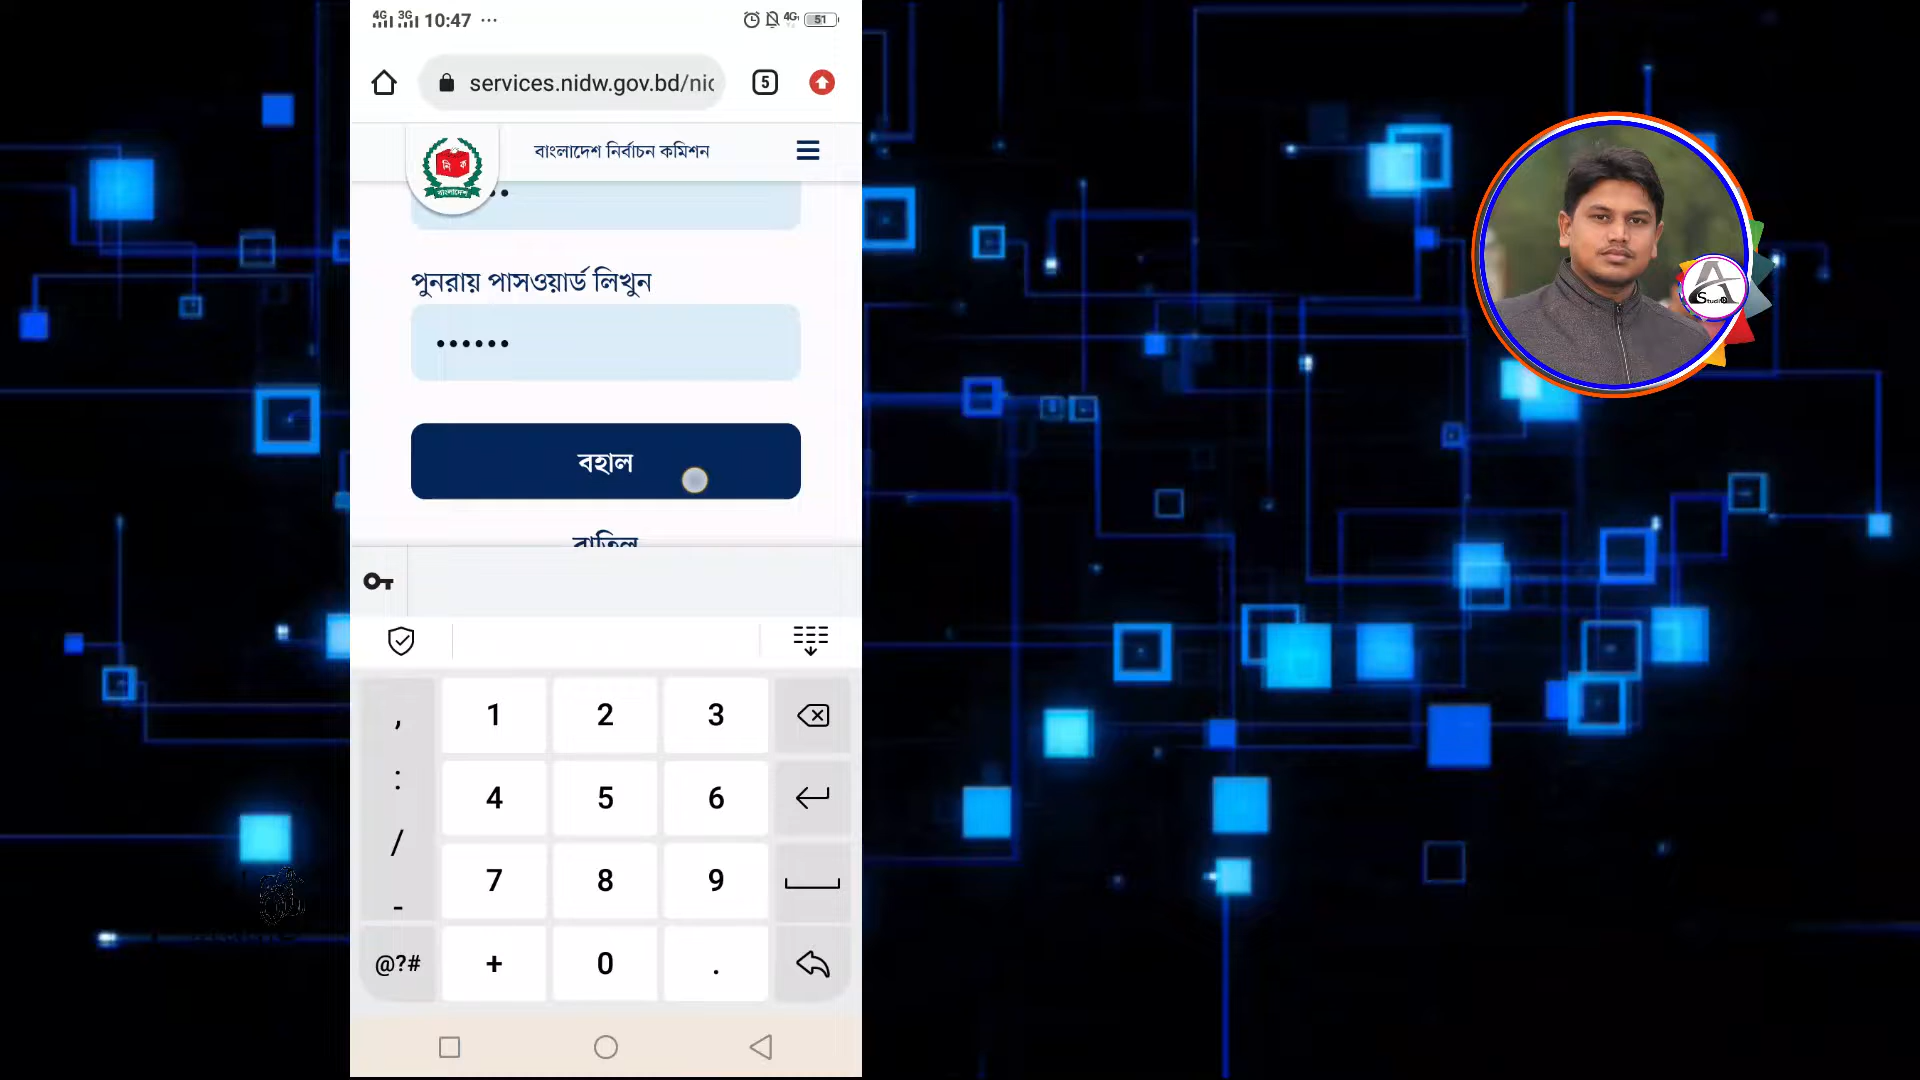 4G 3G 10:47 ... 4G 51
services.nidw.gov.bd/nic
5
বাংলাদেশ নির্বাচন কমিশন
নি ক
বাংলাদেশ
পুনরায় পাসওয়ার্ড লিখুন
••••••
বহাল
বাতিল
, 1 2 3
: 4 5 6
/ 7 8 9
-
@?# + 0 .
A
Studio